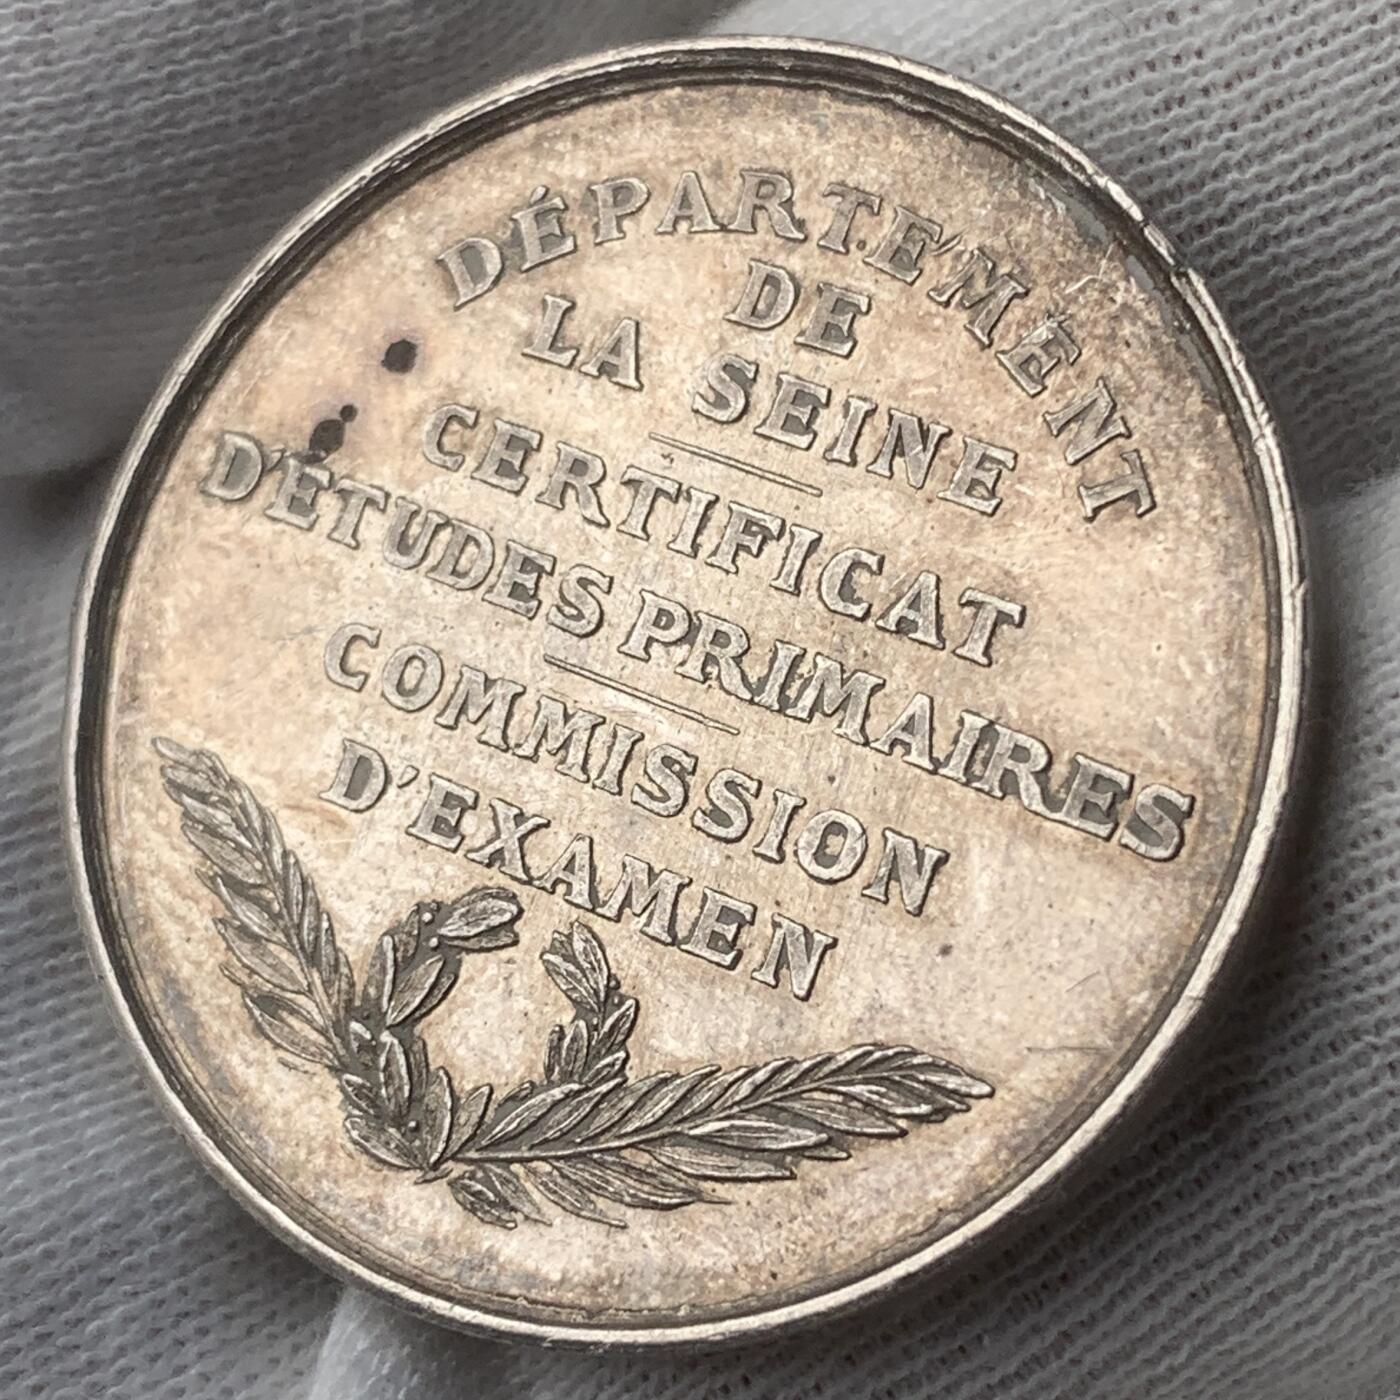 DÉPARTEMENT
DE
LA SEINE
CERTIFICAT
D'ÉTUDES PRIMAIRES
COMMISSION
D'EXAMEN